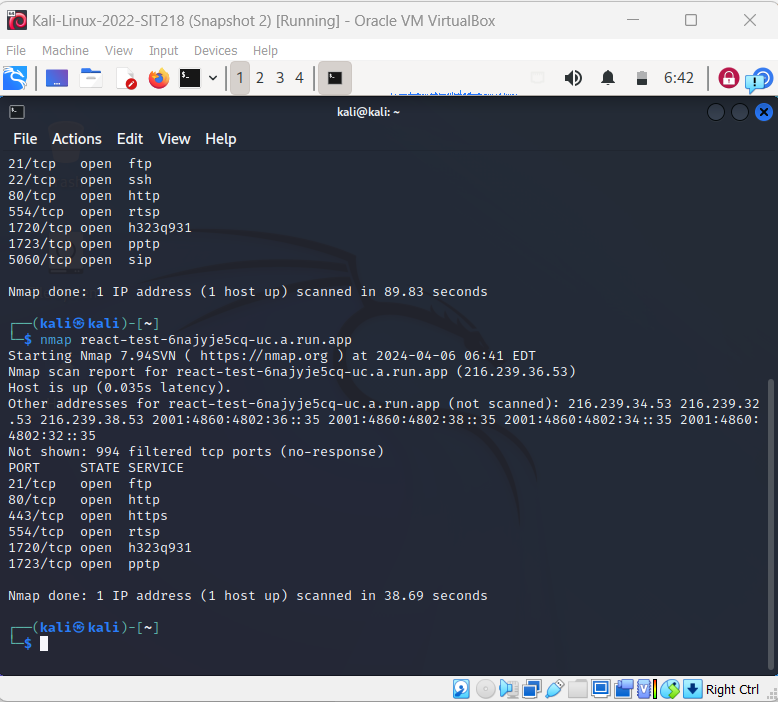 Kali-Linux-2022-SIT218 (Snapshot 2) [Running] - Oracle VM VirtualBox
File Machine View Input Devices Help
1 2 3 4 6:42
kali@kali: ~
File Actions Edit View Help
21/tcp open ftp
22/tcp open ssh
80/tcp open http
554/tcp open rtsp
1720/tcp open h323q931
1723/tcp open pptp
5060/tcp open sip
Nmap done: 1 IP address (1 host up) scanned in 89.83 seconds
┌──(kali㉿kali)-[~]
└─$ nmap react-test-6najyje5cq-uc.a.run.app
Starting Nmap 7.94SVN ( https://nmap.org ) at 2024-04-06 06:41 EDT
Nmap scan report for react-test-6najyje5cq-uc.a.run.app (216.239.36.53)
Host is up (0.035s latency).
Other addresses for react-test-6najyje5cq-uc.a.run.app (not scanned): 216.239.34.53 216.239.32
.53 216.239.38.53 2001:4860:4802:36::35 2001:4860:4802:38::35 2001:4860:4802:34::35 2001:4860:
4802:32::35
Not shown: 994 filtered tcp ports (no-response)
PORT STATE SERVICE
21/tcp open ftp
80/tcp open http
443/tcp open https
554/tcp open rtsp
1720/tcp open h323q931
1723/tcp open pptp
Nmap done: 1 IP address (1 host up) scanned in 38.69 seconds
┌──(kali㉿kali)-[~]
└─$
Right Ctrl